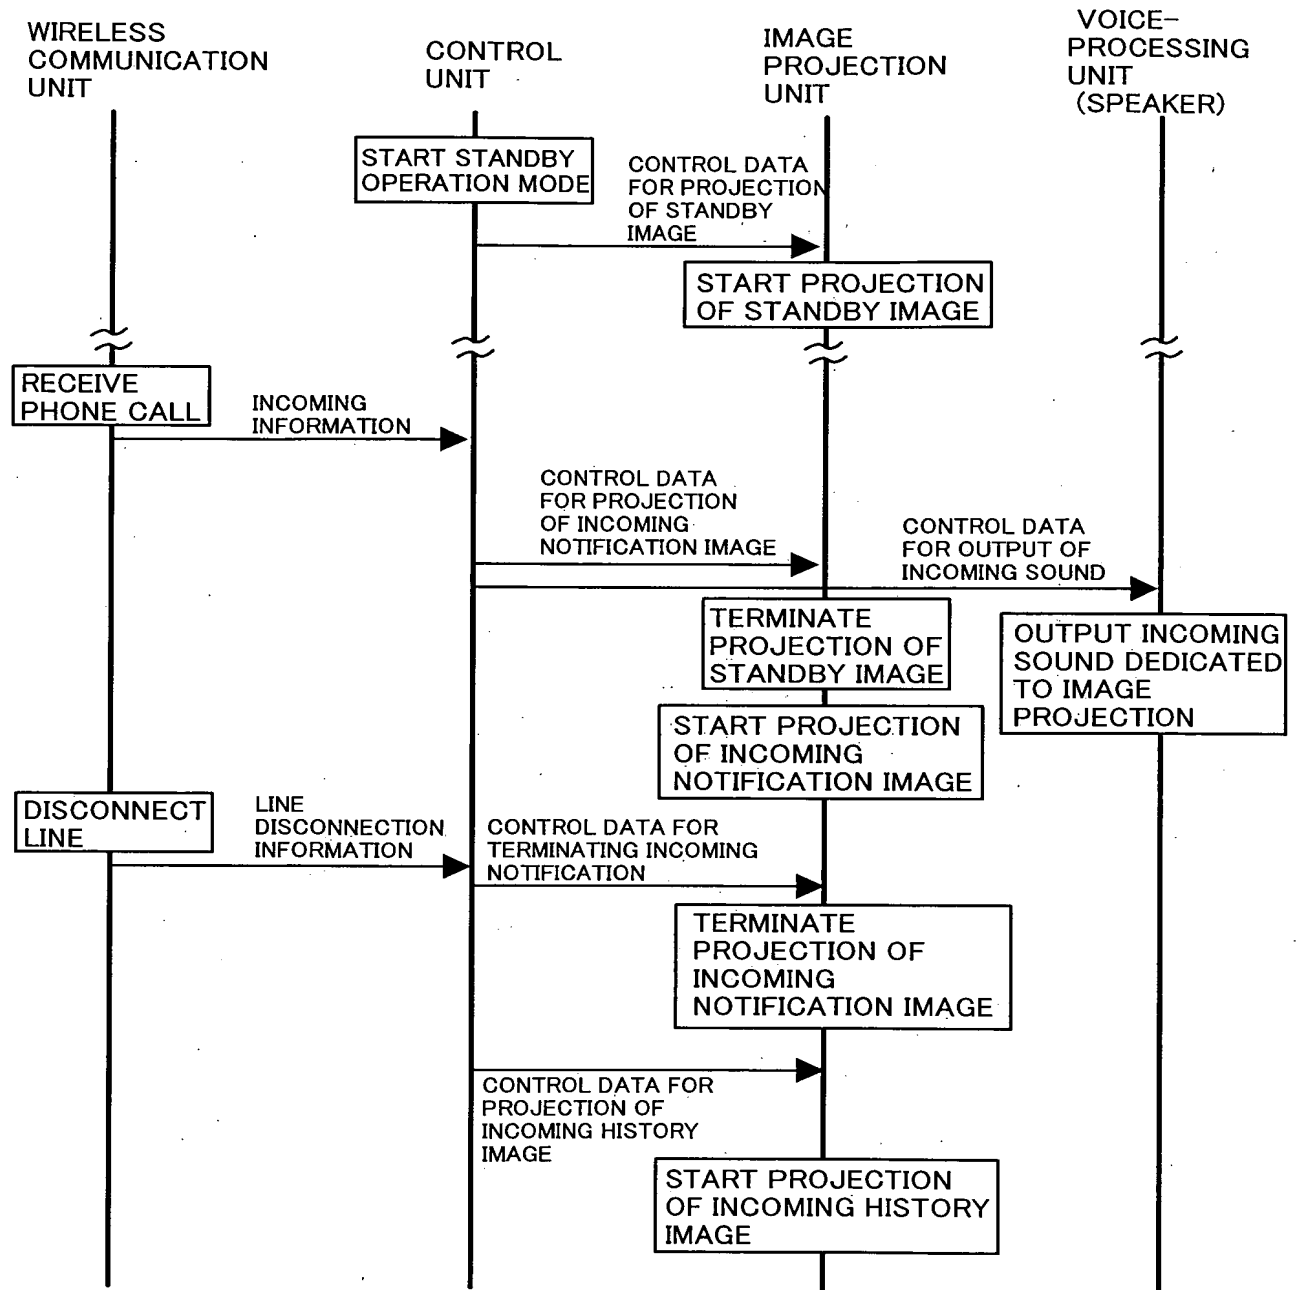 WIRELESS
COMMUNICATION
UNIT
CONTROL
UNIT
IMAGE
PROJECTION
UNIT
VOICE-
PROCESSING
UNIT
(SPEAKER)
START STANDBY
OPERATION MODE
CONTROL DATA
FOR PROJECTION
OF STANDBY
IMAGE
START PROJECTION
OF STANDBY IMAGE
RECEIVE
PHONE CALL
INCOMING
INFORMATION
CONTROL DATA
FOR PROJECTION
OF INCOMING
NOTIFICATION IMAGE
CONTROL DATA
FOR OUTPUT OF
INCOMING SOUND
TERMINATE
PROJECTION OF
STANDBY IMAGE
OUTPUT INCOMING
SOUND DEDICATED
TO IMAGE
PROJECTION
START PROJECTION
OF INCOMING
NOTIFICATION IMAGE
DISCONNECT
LINE
LINE
DISCONNECTION
INFORMATION
CONTROL DATA FOR
TERMINATING INCOMING
NOTIFICATION
TERMINATE
PROJECTION OF
INCOMING
NOTIFICATION IMAGE
CONTROL DATA FOR
PROJECTION OF
INCOMING HISTORY
IMAGE
START PROJECTION
OF INCOMING HISTORY
IMAGE